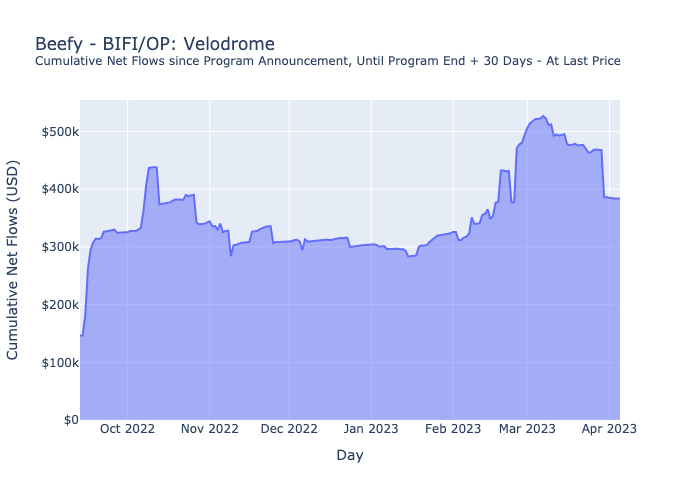 Beefy - BIFI/OP: Velodrome
Cumulative Net Flows since Program Announcement, Until Program End + 30 Days - At Last Price
Cumulative Net Flows (USD)
$500k
$400k
$300k
$200k
$100k
$0
Oct 2022 Nov 2022 Dec 2022 Jan 2023 Feb 2023 Mar 2023 Apr 2023
Day